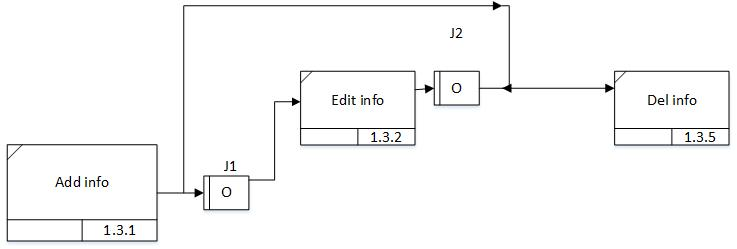 J2
Edit info
O
Del info
1.3.2
1.3.5
J1
Add info
O
1.3.1